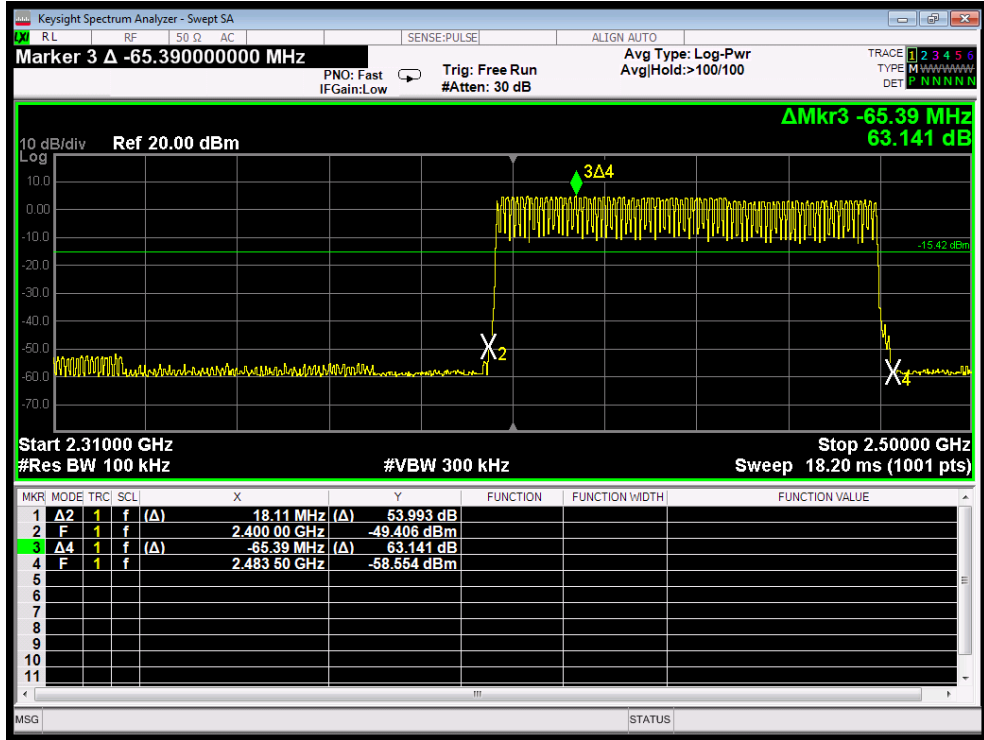 Keysight Spectrum Analyzer - Swept SA
LXI RL RF 50 Ω AC SENSE:PULSE ALIGN AUTO
Marker 3 Δ -65.390000000 MHz
PNO: Fast
IFGain:Low
Trig: Free Run
#Atten: 30 dB
Avg Type: Log-Pwr
Avg|Hold:>100/100
TRACE 1 2 3 4 5 6
TYPE M WWWWW
DET P N N N N N
ΔMkr3 -65.39 MHz
63.141 dB
10 dB/div Ref 20.00 dBm
Log
3Δ4
10.0
0.00
-10.0
-15.42 dBm
-20.0
-30.0
-40.0
-50.0
2
-60.0
4
-70.0
Start 2.31000 GHz Stop 2.50000 GHz
#Res BW 100 kHz #VBW 300 kHz Sweep 18.20 ms (1001 pts)
MKR MODE TRC SCL X Y FUNCTION FUNCTION WIDTH FUNCTION VALUE
1 Δ2 1 f (Δ) 18.11 MHz (Δ) 53.993 dB
2 F 1 f 2.400 00 GHz -49.406 dBm
3 Δ4 1 f (Δ) -65.39 MHz (Δ) 63.141 dB
4 F 1 f 2.483 50 GHz -58.554 dBm
5
6
7
8
9
10
11
MSG STATUS